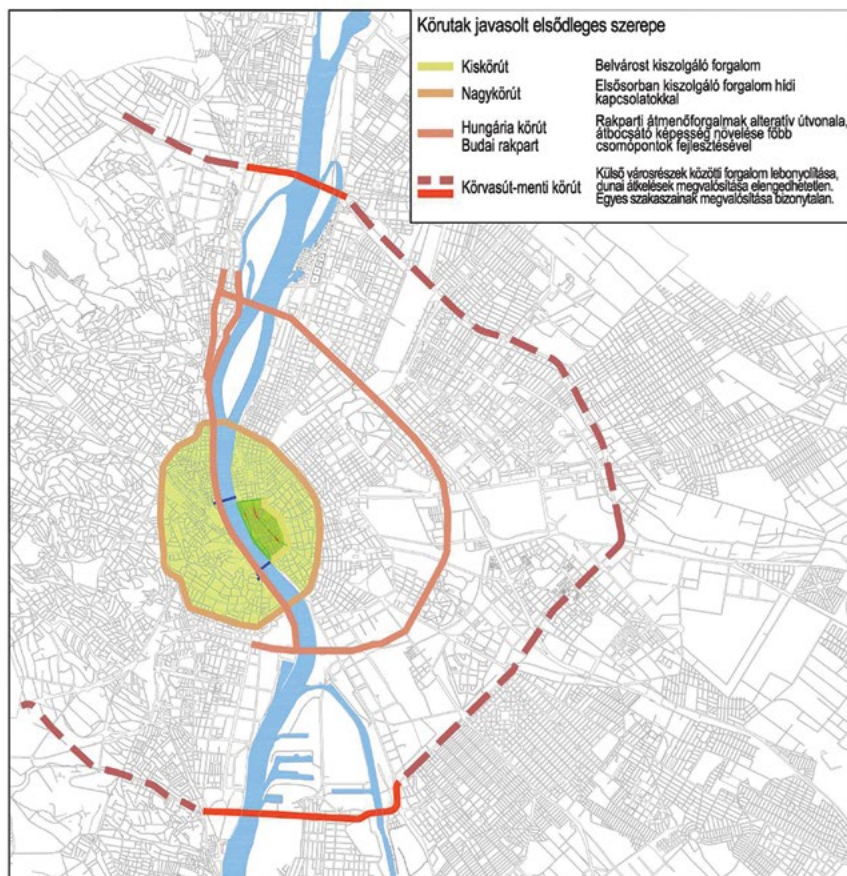 Körutak javasolt elsődleges szerepe
Kiskörút
Belvárost kiszolgáló forgalom
Nagykörút
Elsősorban kiszolgáló forgalom hídi
kapcsolatokkal
Hungária körút
Budai rakpart
Rakparti átmenőforgalmak alteratív útvonala,
átbocsátó képesség növelése főbb
csomópontok fejlesztésével
Körvasút-menti körút
Külső városrészek közötti forgalom lebonyolítása,
dunai átkelések megvalósítása elengedhetetlen.
Egyes szakaszainak megvalósítása bizonytalan.